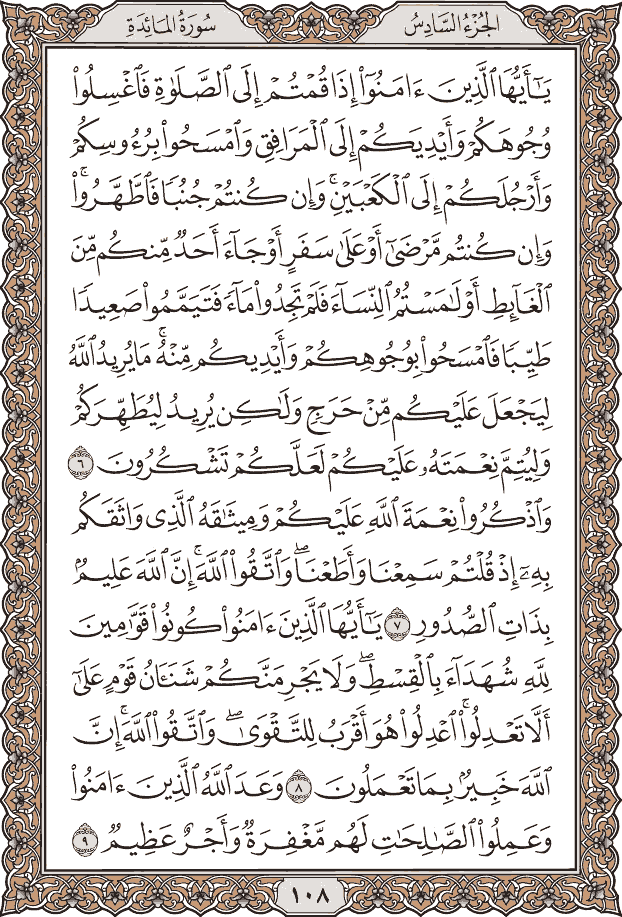 الجُزْءُ السَّادِسُ سُورَةُ المَائِدَةِ
يَٰٓأَيُّهَا ٱلَّذِينَ ءَامَنُوٓا۟ إِذَا قُمْتُمْ إِلَى ٱلصَّلَوٰةِ فَٱغْسِلُوا۟
وُجُوهَكُمْ وَأَيْدِيَكُمْ إِلَى ٱلْمَرَافِقِ وَٱمْسَحُوا۟ بِرُءُوسِكُمْ
وَأَرْجُلَكُمْ إِلَى ٱلْكَعْبَيْنِ ۚ وَإِن كُنتُمْ جُنُبًا فَٱطَّهَّرُوا۟ ۚ
وَإِن كُنتُم مَّرْضَىٰٓ أَوْ عَلَىٰ سَفَرٍ أَوْ جَآءَ أَحَدٌ مِّنكُم مِّنَ
ٱلْغَآئِطِ أَوْ لَٰمَسْتُمُ ٱلنِّسَآءَ فَلَمْ تَجِدُوا۟ مَآءً فَتَيَمَّمُوا۟ صَعِيدًا
طَيِّبًا فَٱمْسَحُوا۟ بِوُجُوهِكُمْ وَأَيْدِيكُم مِّنْهُ ۚ مَا يُرِيدُ ٱللَّهُ
لِيَجْعَلَ عَلَيْكُم مِّنْ حَرَجٍ وَلَٰكِن يُرِيدُ لِيُطَهِّرَكُمْ
وَلِيُتِمَّ نِعْمَتَهُۥ عَلَيْكُمْ لَعَلَّكُمْ تَشْكُرُونَ ٦
وَٱذْكُرُوا۟ نِعْمَةَ ٱللَّهِ عَلَيْكُمْ وَمِيثَٰقَهُ ٱلَّذِى وَاثَقَكُم
بِهِۦٓ إِذْ قُلْتُمْ سَمِعْنَا وَأَطَعْنَا ۖ وَٱتَّقُوا۟ ٱللَّهَ ۚ إِنَّ ٱللَّهَ عَلِيمٌۢ
بِذَاتِ ٱلصُّدُورِ ٧ يَٰٓأَيُّهَا ٱلَّذِينَ ءَامَنُوا۟ كُونُوا۟ قَوَّٰمِينَ
لِلَّهِ شُهَدَآءَ بِٱلْقِسْطِ ۖ وَلَا يَجْرِمَنَّكُمْ شَنَـَٔانُ قَوْمٍ عَلَىٰٓ
أَلَّا تَعْدِلُوا۟ ۚ ٱعْدِلُوا۟ هُوَ أَقْرَبُ لِلتَّقْوَىٰ ۖ وَٱتَّقُوا۟ ٱللَّهَ ۚ إِنَّ
ٱللَّهَ خَبِيرٌۢ بِمَا تَعْمَلُونَ ٨ وَعَدَ ٱللَّهُ ٱلَّذِينَ ءَامَنُوا۟
وَعَمِلُوا۟ ٱلصَّٰلِحَٰتِ لَهُم مَّغْفِرَةٌ وَأَجْرٌ عَظِيمٌ ٩
١٠٨